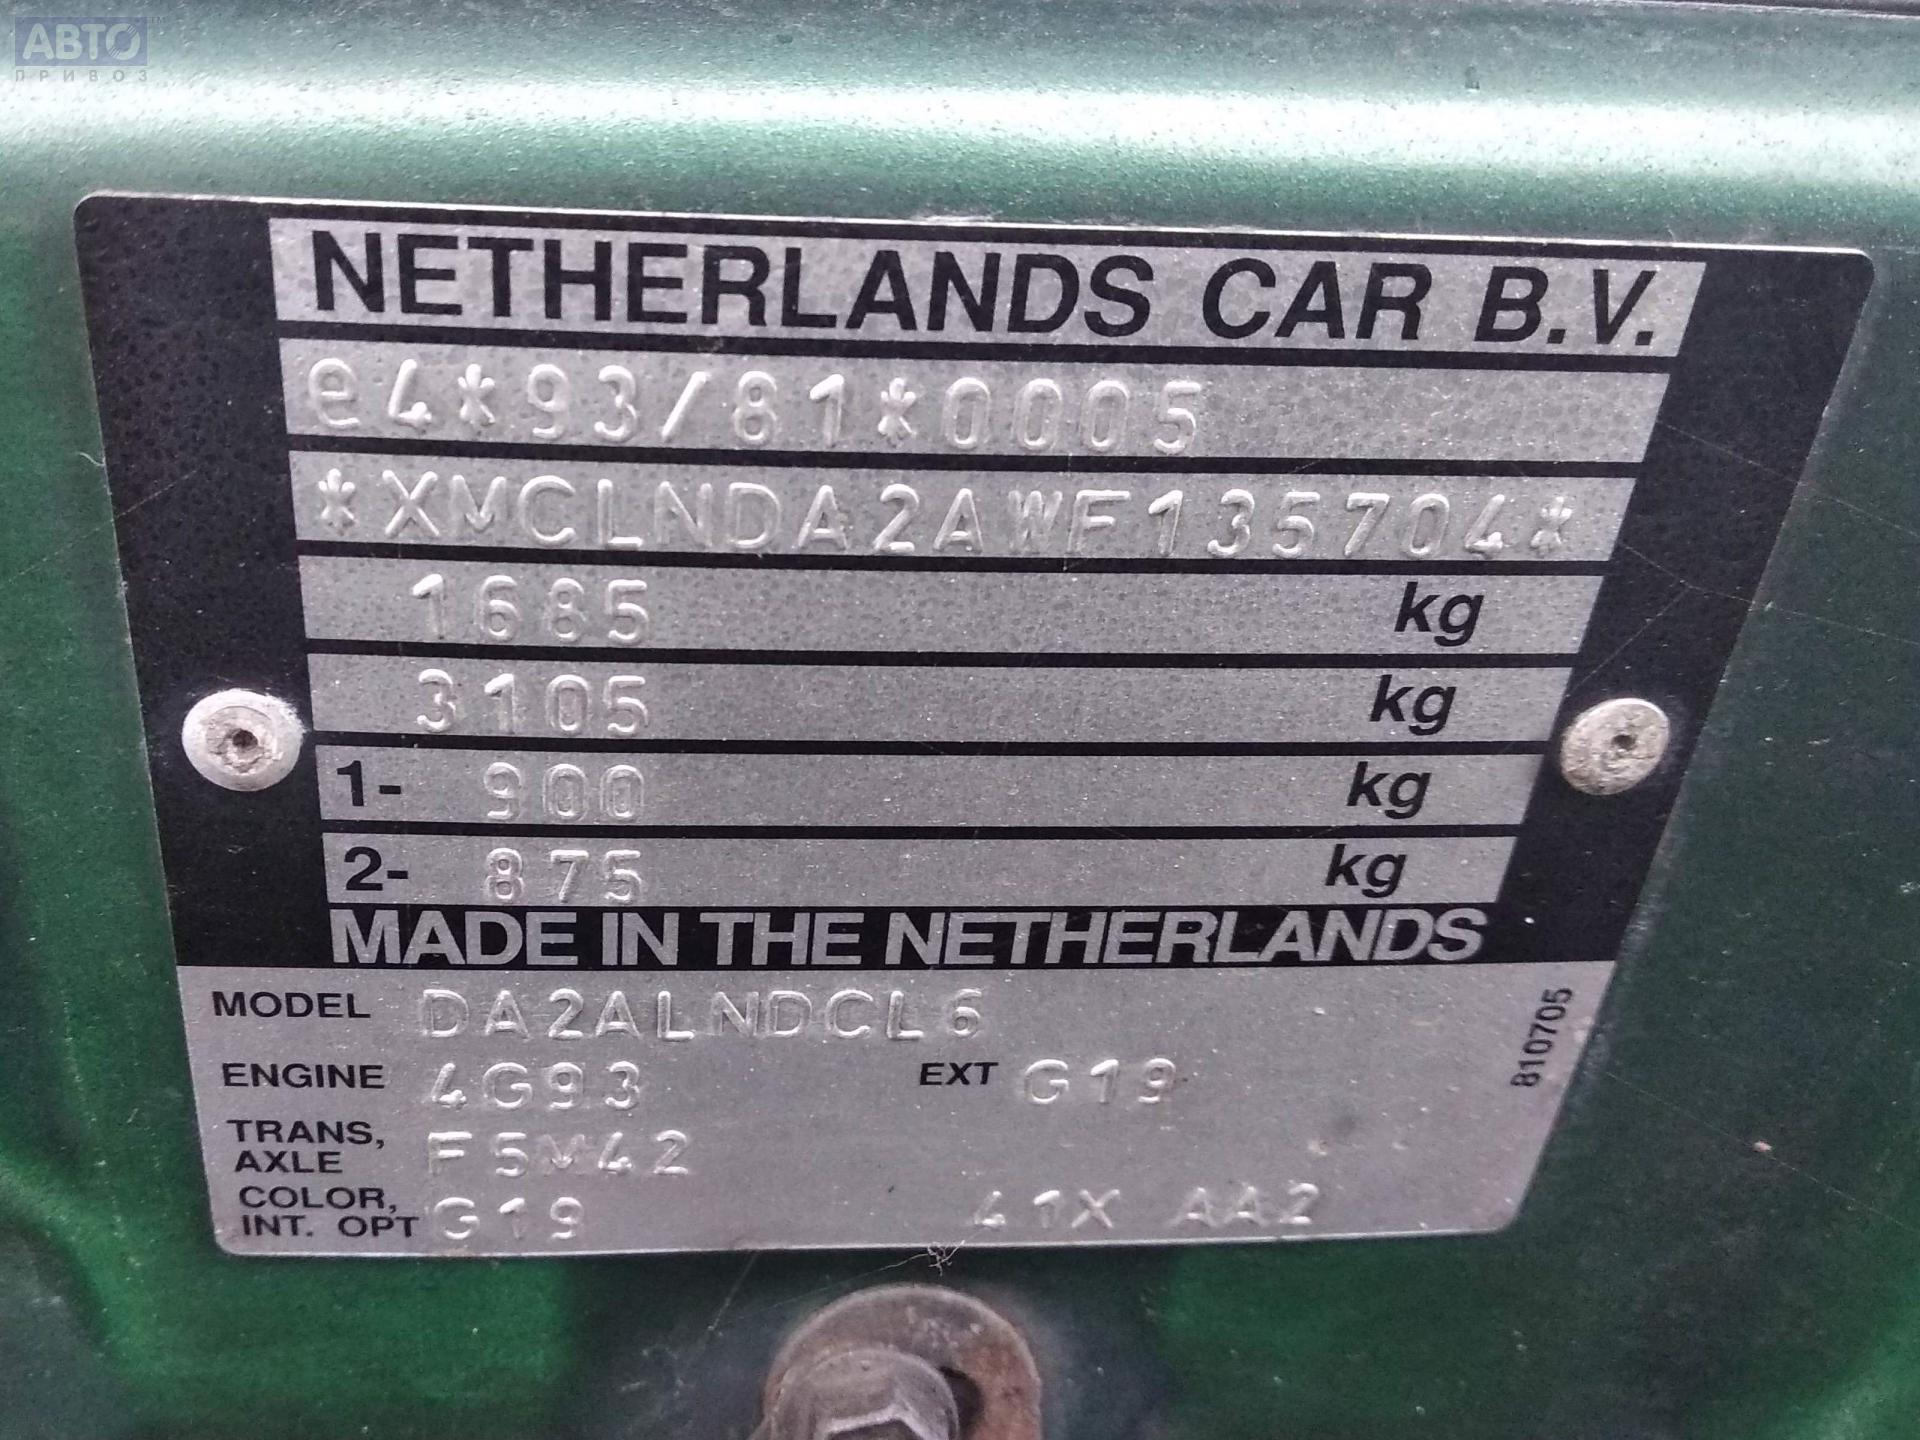 АВТО™
ПРИВОЗ
NETHERLANDS CAR B.V.
e4*93/81*0005
*XMCLNDA2AWF135704*
1685 kg
3105 kg
1- 900 kg
2- 875 kg
MADE IN THE NETHERLANDS
MODEL DA2ALNDCL6
ENGINE 4G93 EXT G19
TRANS,
AXLE F5M42
COLOR,
INT. OPT G19 41X AA2
810705